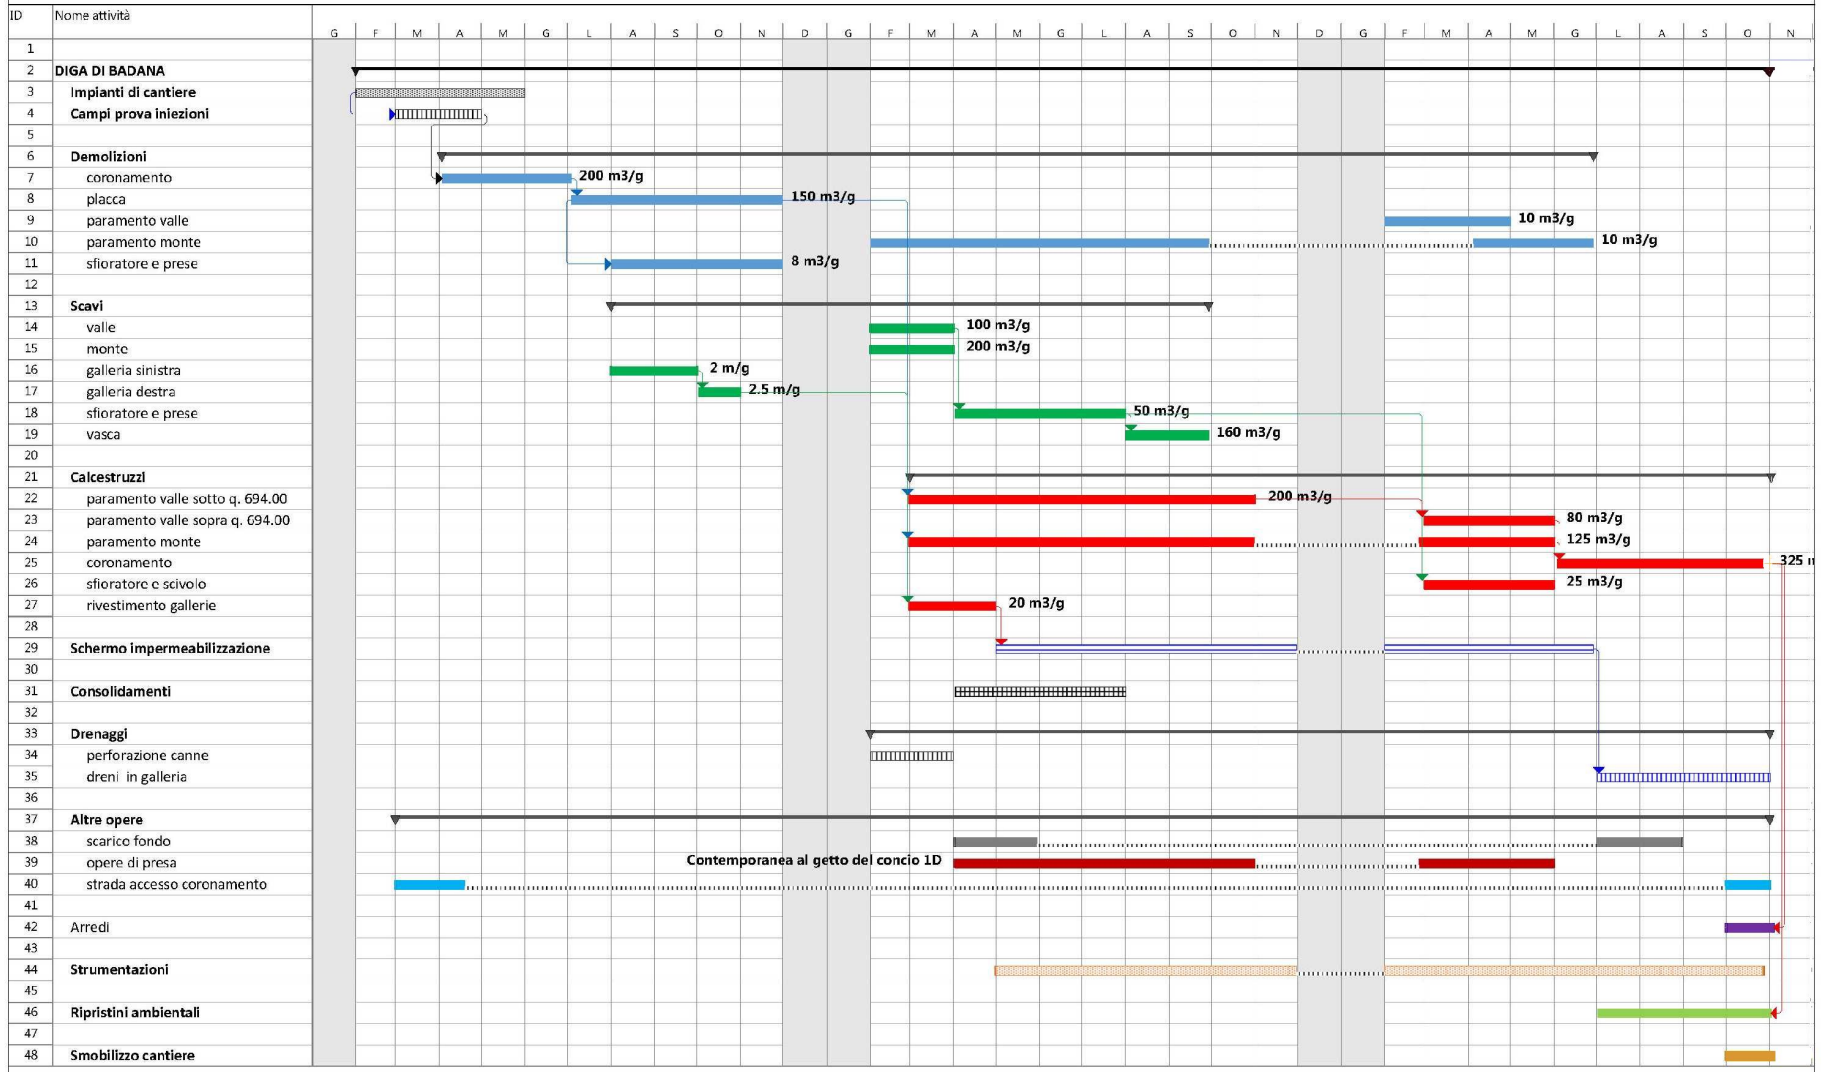 ID Nome attività
G F M A M G L A S O N D G F M A M G L A S O N D G F M A M G L A S O N
1
2 DIGA DI BADANA
3 Impianti di cantiere
4 Campi prova iniezioni
5
6 Demolizioni
7 coronamento 200 m3/g
8 placca 150 m3/g
9 paramento valle 10 m3/g
10 paramento monte 10 m3/g
11 sfioratore e prese 8 m3/g
12
13 Scavi
14 valle 100 m3/g
15 monte 200 m3/g
16 galleria sinistra 2 m/g
17 galleria destra 2.5 m/g
18 sfioratore e prese 50 m3/g
19 vasca 160 m3/g
20
21 Calcestruzzi
22 paramento valle sotto q. 694.00 200 m3/g
23 paramento valle sopra q. 694.00 80 m3/g
24 paramento monte 125 m3/g
25 coronamento 325
26 sfioratore e scivolo 25 m3/g
27 rivestimento gallerie 20 m3/g
28
29 Schermo impermeabilizzazione
30
31 Consolidamenti
32
33 Drenaggi
34 perforazione canne
35 dreni in galleria
36
37 Altre opere
38 scarico fondo
39 opere di presa Contemporanea al getto del concio 1D
40 strada accesso coronamento
41
42 Arredi
43
44 Strumentazioni
45
46 Ripristini ambientali
47
48 Smobilizzo cantiere